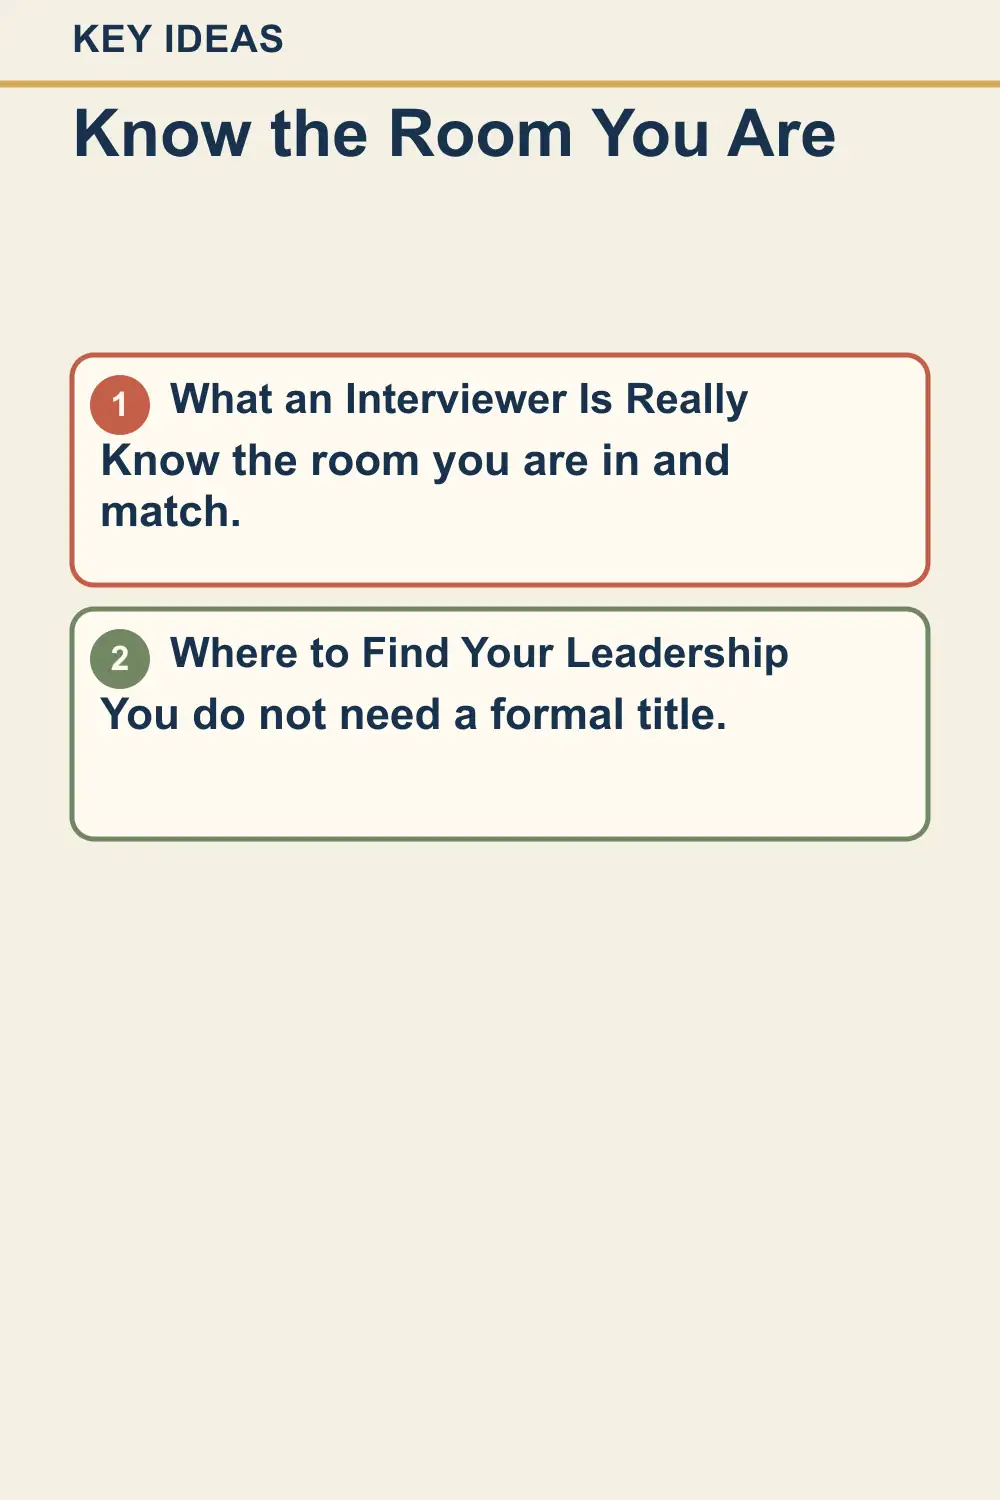 KEY IDEAS
Know the Room You Are
1 What an Interviewer Is Really
Know the room you are in and
match.
2 Where to Find Your Leadership
You do not need a formal title.